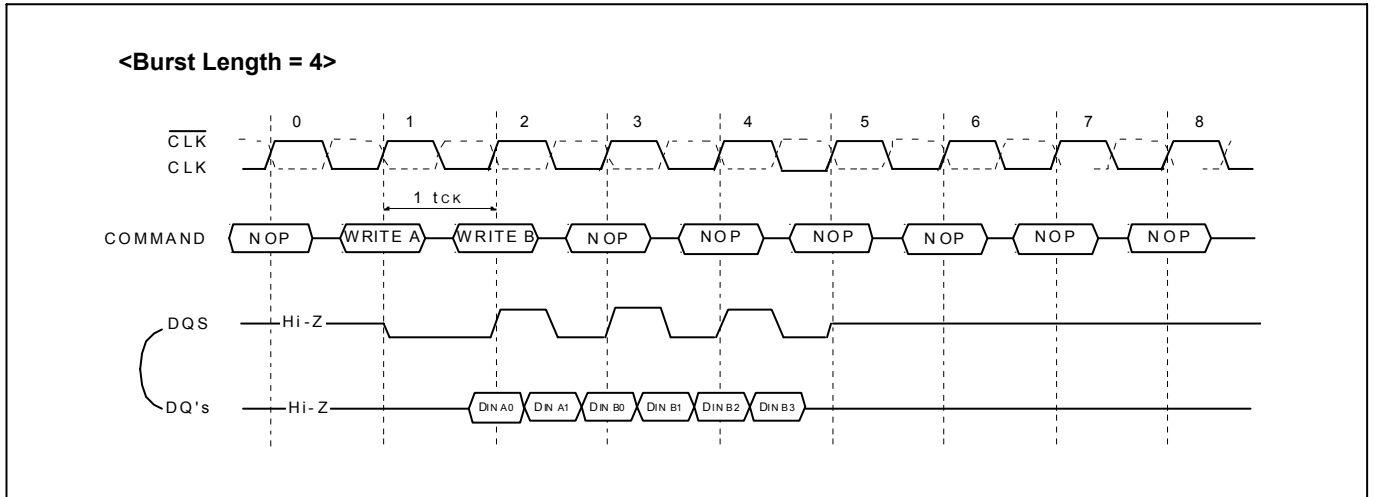 <Burst Length = 4>
0 1 2 3 4 5 6 7 8
CLK
CLK
1 tCK
COMMAND NOP WRITE A WRITE B NOP NOP NOP NOP NOP NOP
DQS Hi-Z
DQ's Hi-Z DIN A0 DIN A1 DIN B0 DIN B1 DIN B2 DIN B3